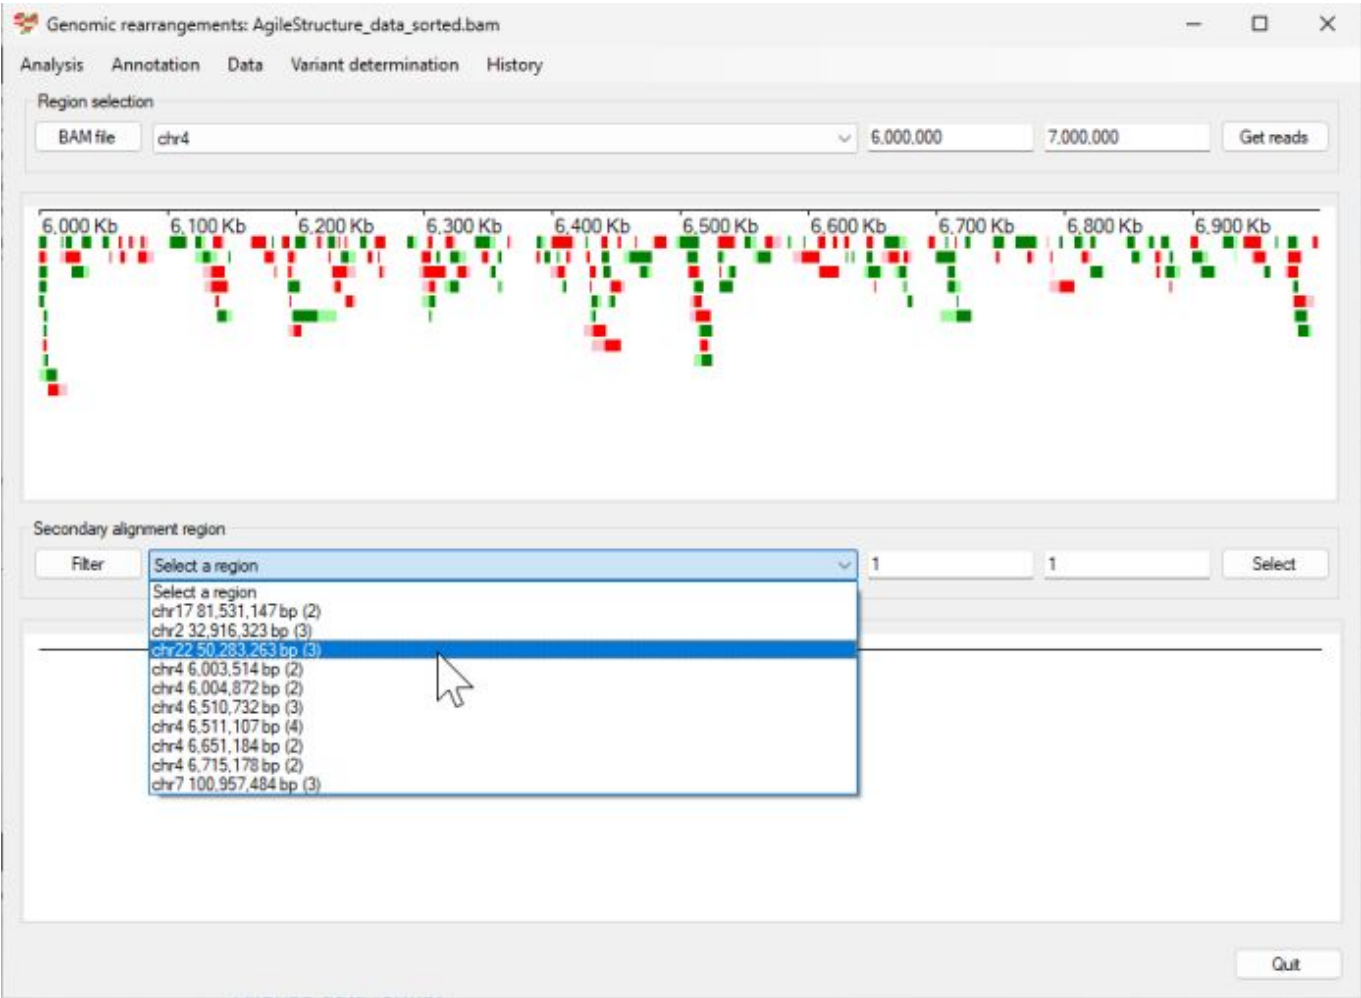 Genomic rearrangements: AgileStructure_data_sorted.bam
Analysis Annotation Data Variant determination History
Region selection
BAM file chr4 6,000,000 7,000,000 Get reads
6,000 Kb 6,100 Kb 6,200 Kb 6,300 Kb 6,400 Kb 6,500 Kb 6,600 Kb 6,700 Kb 6,800 Kb 6,900 Kb
Secondary alignment region
Filter Select a region 1 1 Select
Select a region
chr17 81,531,147 bp (2)
chr2 32,916,323 bp (3)
chr22 50,283,263 bp (3)
chr4 6,003,514 bp (2)
chr4 6,004,872 bp (2)
chr4 6,510,732 bp (3)
chr4 6,511,107 bp (4)
chr4 6,651,184 bp (2)
chr4 6,715,178 bp (2)
chr7 100,957,484 bp (3)
Quit